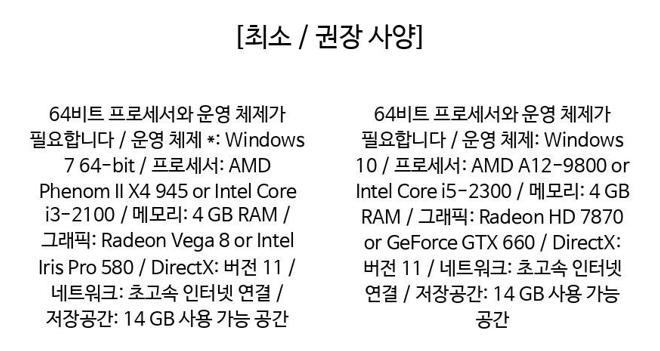 [최소 / 권장 사양]
64비트 프로세서와 운영 체제가
필요합니다 / 운영 체제 *: Windows
7 64-bit / 프로세서: AMD
Phenom II X4 945 or Intel Core
i3-2100 / 메모리: 4 GB RAM /
그래픽: Radeon Vega 8 or Intel
Iris Pro 580 / DirectX: 버전 11 /
네트워크: 초고속 인터넷 연결 /
저장공간: 14 GB 사용 가능 공간
64비트 프로세서와 운영 체제가
필요합니다 / 운영 체제: Windows
10 / 프로세서: AMD A12-9800 or
Intel Core i5-2300 / 메모리: 4 GB
RAM / 그래픽: Radeon HD 7870
or GeForce GTX 660 / DirectX:
버전 11 / 네트워크: 초고속 인터넷
연결 / 저장공간: 14 GB 사용 가능
공간